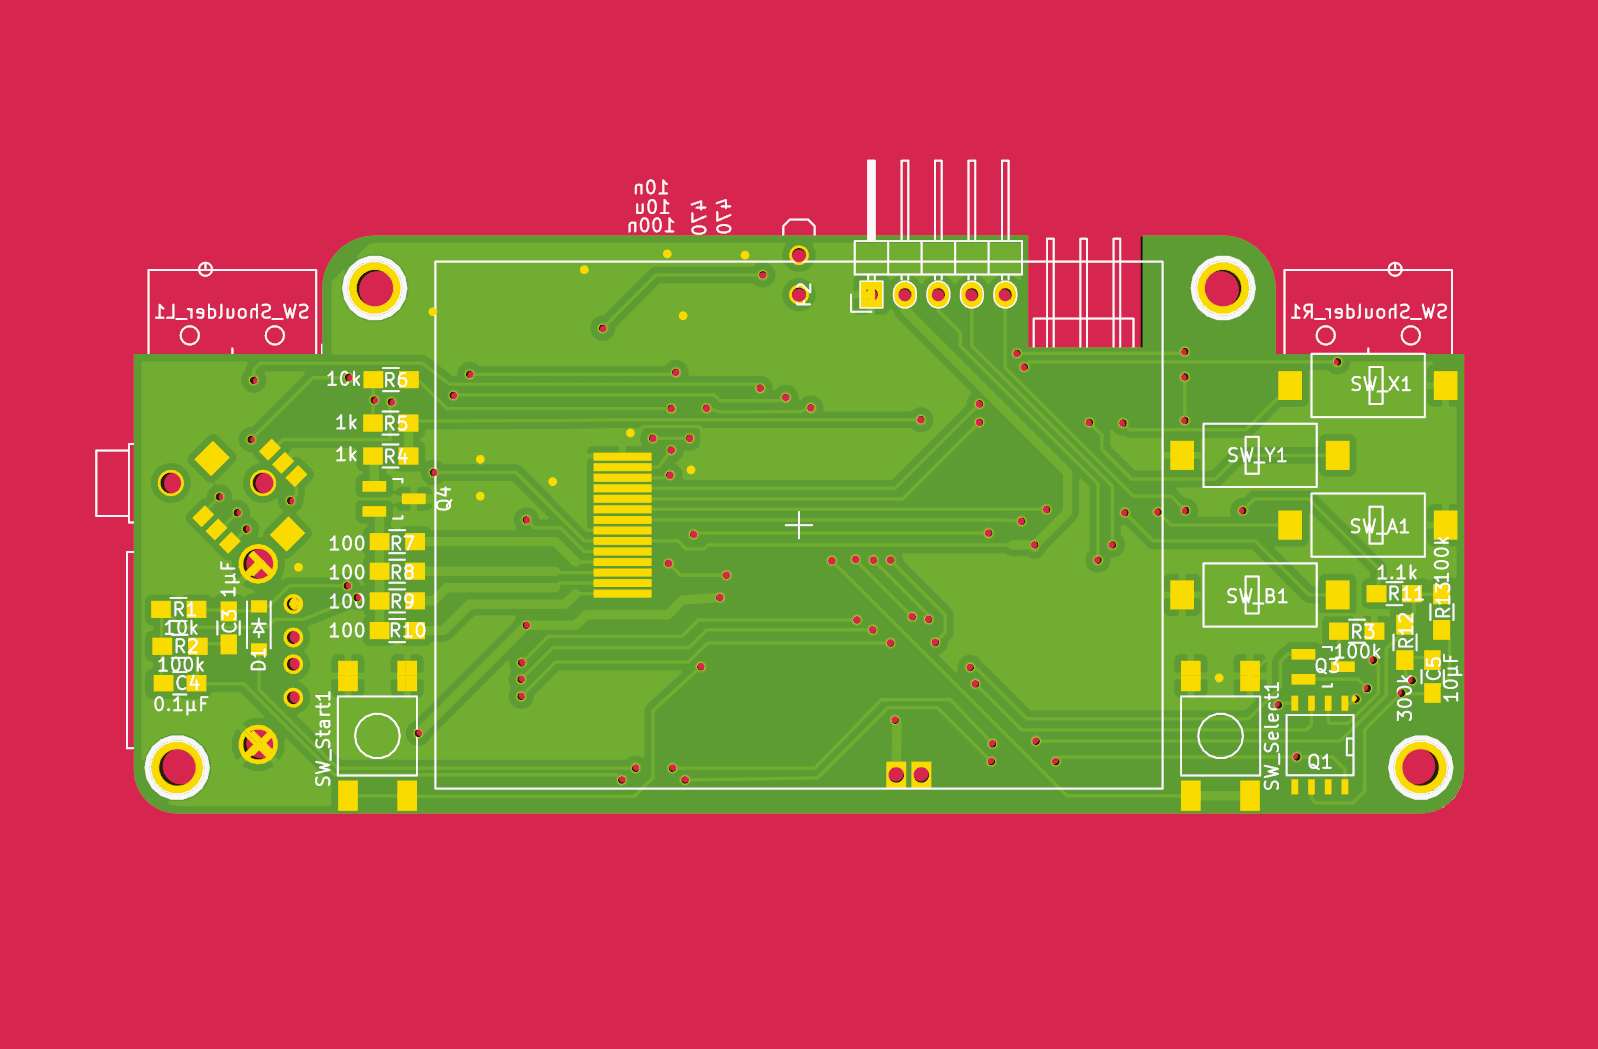 10n
10u
100n
470
470
SW_Shoulder_L1
SW_Shoulder_R1
10k
R6
1k
R5
1k
R4
Q4
100
R7
100
R8
100
R9
100
R10
1µF
C3
R1
10k
R2
100k
C4
0.1µF
D1
SW_Start1
SW_X1
SW_Y1
SW_A1
SW_B1
100k
R13
1.1k
R11
R3
100k
R12
300k
Q3
C5
10µF
SW_Select1
Q1